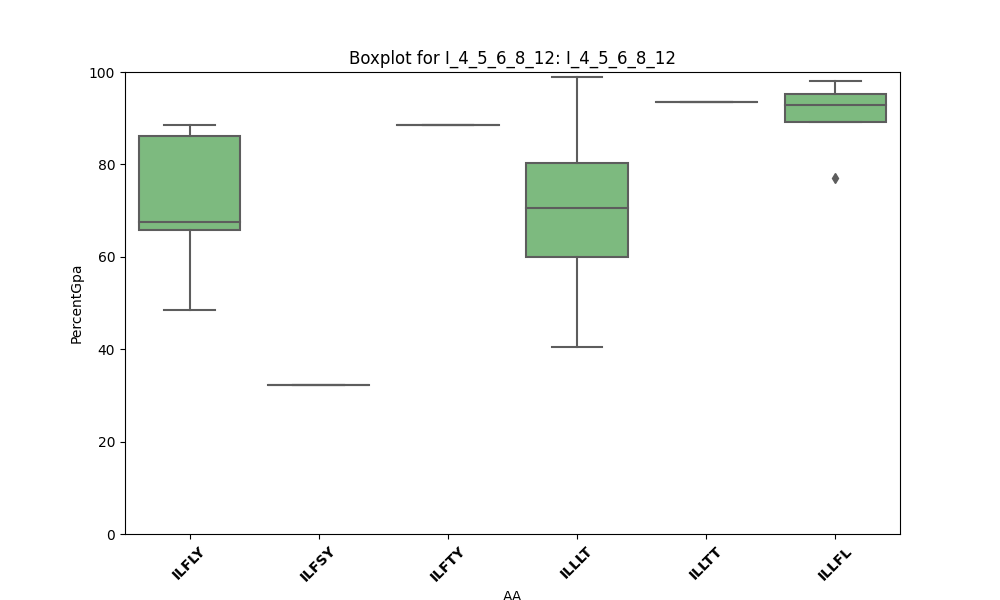 Boxplot for I_4_5_6_8_12: I_4_5_6_8_12
100
80
60
40
20
0
PercentGpa
ILFLY
ILFSY
ILFTY
ILLLT
ILLTT
ILLFL
AA